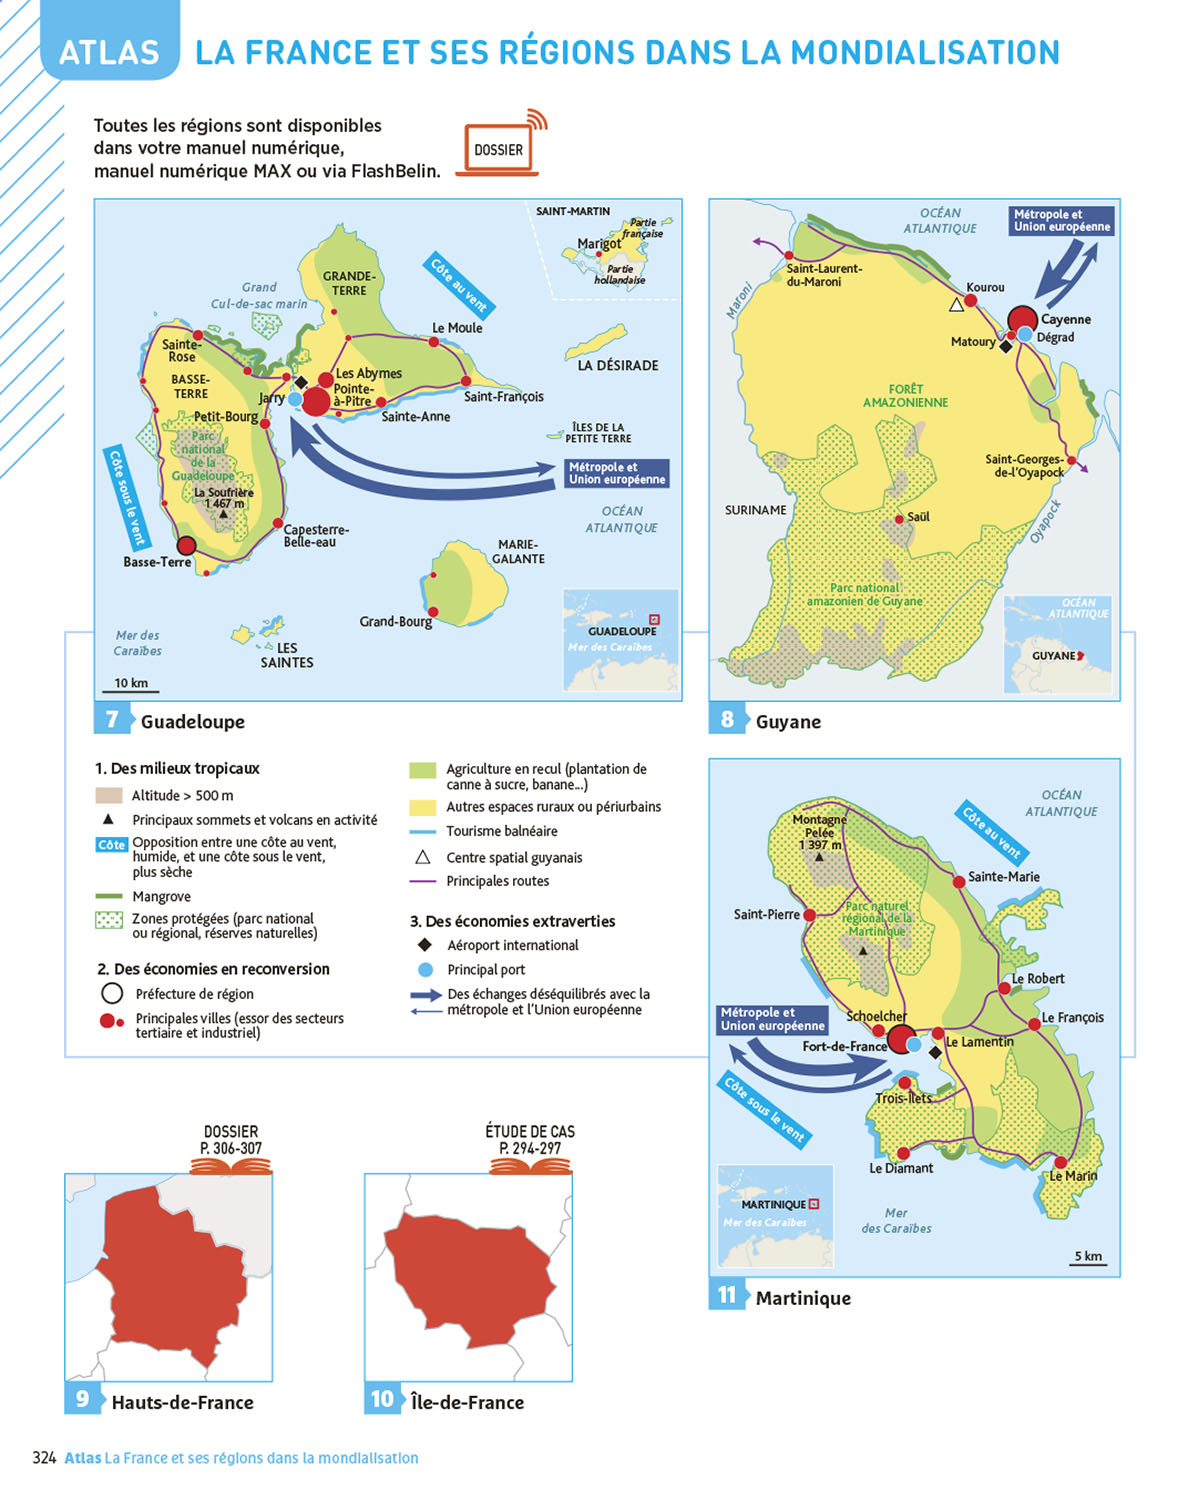 ATLAS
LA FRANCE ET SES RÉGIONS DANS LA MONDIALISATION
Toutes les régions sont disponibles
dans votre manuel numérique,
manuel numérique MAX ou via FlashBelin.
DOSSIER
SAINT-MARTIN
Partie
française
Marigot
Partie
hollandaise
GRANDE-
TERRE
Côte au vent
Grand
Cul-de-sac marin
Le Moule
Sainte-
Rose
LA DÉSIRADE
BASSE-
TERRE
Les Abymes
Pointe-
à-Pitre
Jarry
Saint-François
Petit-Bourg
Sainte-Anne
ÎLES DE LA
PETITE TERRE
Parc
national
de la
Guadeloupe
Côte sous le vent
Métropole et
Union européenne
La Soufrière
1 467 m
OCÉAN
ATLANTIQUE
Capesterre-
Belle-eau
Basse-Terre
MARIE-
GALANTE
Grand-Bourg
Mer des
Caraïbes
LES
SAINTES
GUADELOUPE
Mer des Caraïbes
10 km
7 Guadeloupe
OCÉAN
ATLANTIQUE
Métropole et
Union européenne
Saint-Laurent-
du-Maroni
Maroni
Kourou
Cayenne
Dégrad
Matoury
FORÊT
AMAZONIENNE
Saint-Georges-
de-l'Oyapock
SURINAME
Saül
Oyapock
Parc national
amazonien de Guyane
OCÉAN
ATLANTIQUE
GUYANE
8 Guyane
1. Des milieux tropicaux
Altitude > 500 m
Principaux sommets et volcans en activité
Côte
Opposition entre une côte au vent,
humide, et une côte sous le vent,
plus sèche
Mangrove
Zones protégées (parc national
ou régional, réserves naturelles)
2. Des économies en reconversion
Préfecture de région
Principales villes (essor des secteurs
tertiaire et industriel)
Agriculture en recul (plantation de
canne à sucre, banane...)
Autres espaces ruraux ou périurbains
Tourisme balnéaire
Centre spatial guyanais
Principales routes
3. Des économies extraverties
Aéroport international
Principal port
Des échanges déséquilibrés avec la
métropole et l'Union européenne
OCÉAN
ATLANTIQUE
Côte au vent
Montagne
Pelée
1 397 m
Sainte-Marie
Saint-Pierre
Parc naturel
régional de la
Martinique
Le Robert
Métropole et
Union européenne
Schoelcher
Le François
Fort-de-France
Le Lamentin
Côte sous le vent
Trois-Îlets
Le Diamant
Le Marin
MARTINIQUE
Mer des Caraïbes
Mer
des Caraïbes
5 km
11 Martinique
DOSSIER
P. 306-307
9 Hauts-de-France
ÉTUDE DE CAS
P. 294-297
10 Île-de-France
324 Atlas La France et ses régions dans la mondialisation